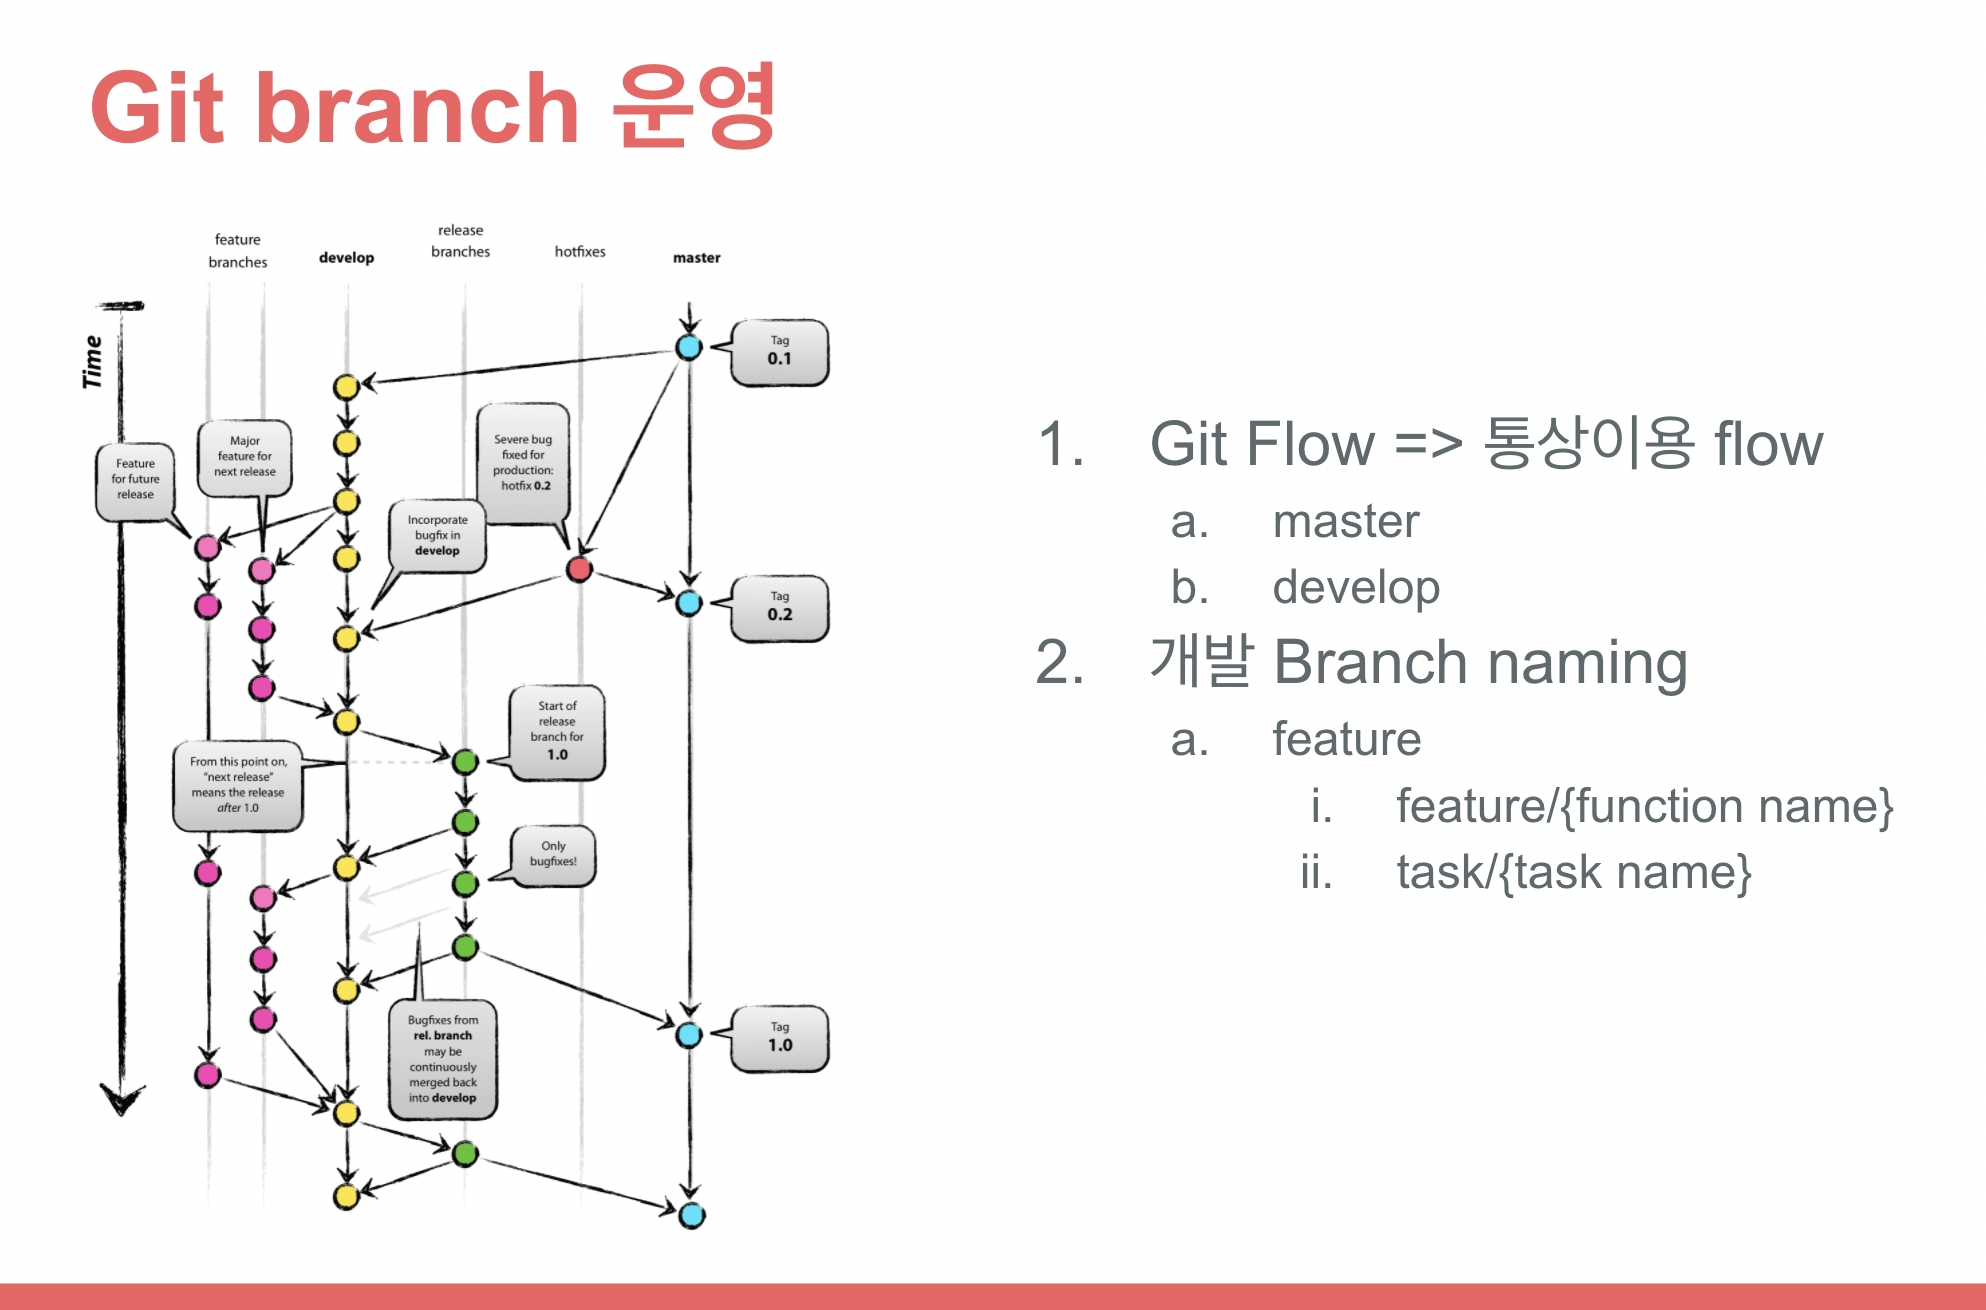 Git branch 운영
feature
branches
develop
release
branches
hotfixes
master
Time
Tag
0.1
Feature
for future
release
Major
feature for
next release
Severe bug
fixed for
production:
hotfix 0.2
Incorporate
bugfix in
develop
Tag
0.2
Start of
release
branch for
1.0
From this point on,
“next release”
means the release
after 1.0
Only
bugfixes!
Bugfixes from
rel. branch
may be
continuously
merged back
into develop
Tag
1.0
1. Git Flow => 통상이용 flow
a. master
b. develop
2. 개발 Branch naming
a. feature
i. feature/{function name}
ii. task/{task name}